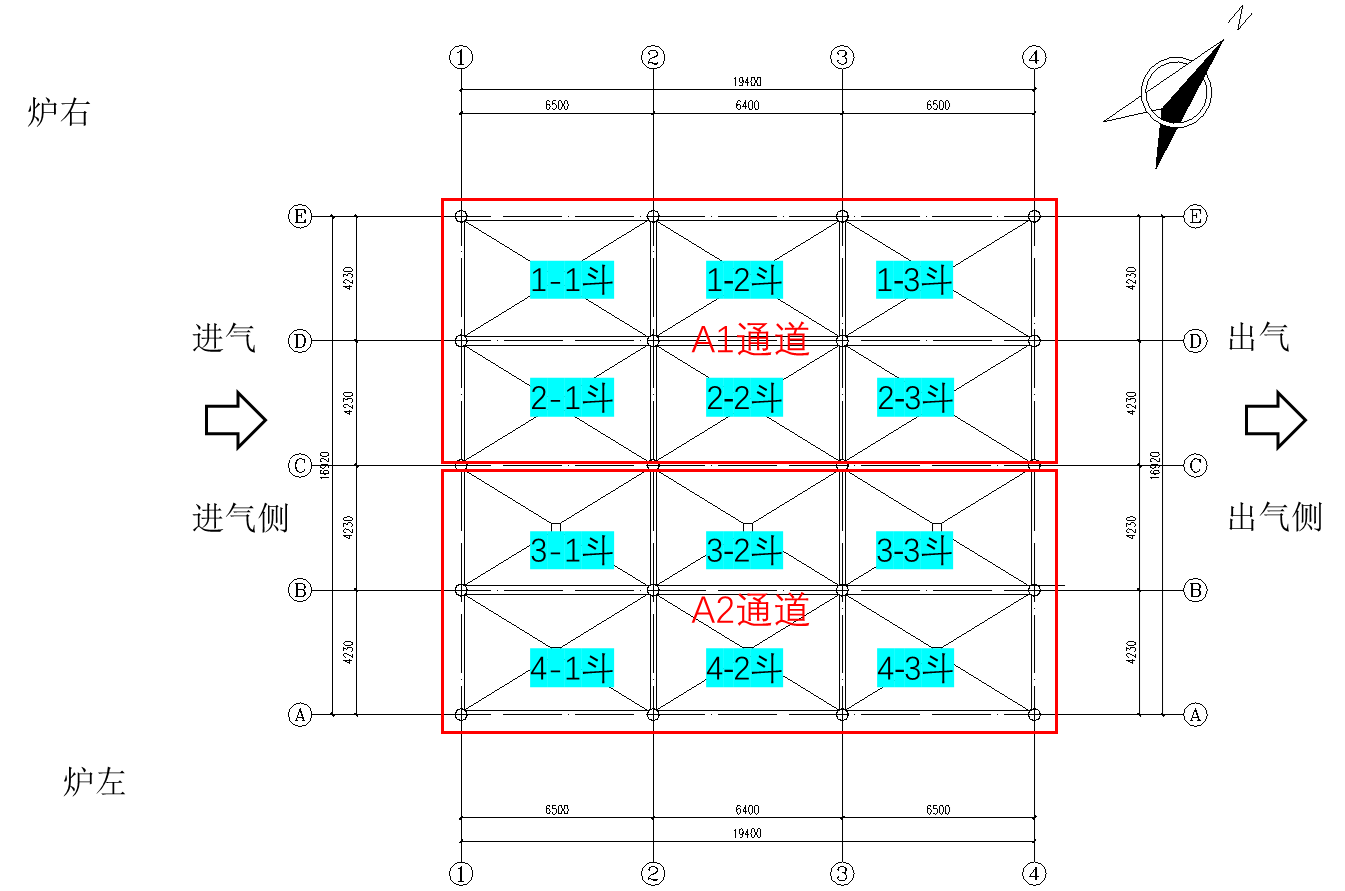 N
① ② ③ ④
19400
6500 6400 6500
炉右
Ⓔ Ⓔ
4230 1-1斗 1-2斗 1-3斗 4230
进气 Ⓓ A1通道 Ⓓ 出气
4230 2-1斗 2-2斗 2-3斗 4230
Ⓒ 16920 16920 Ⓒ
进气侧 出气侧
4230 3-1斗 3-2斗 3-3斗 4230
Ⓑ Ⓑ
A2通道
4230 4-1斗 4-2斗 4-3斗 4230
Ⓐ Ⓐ
炉左
6500 6400 6500
19400
① ② ③ ④